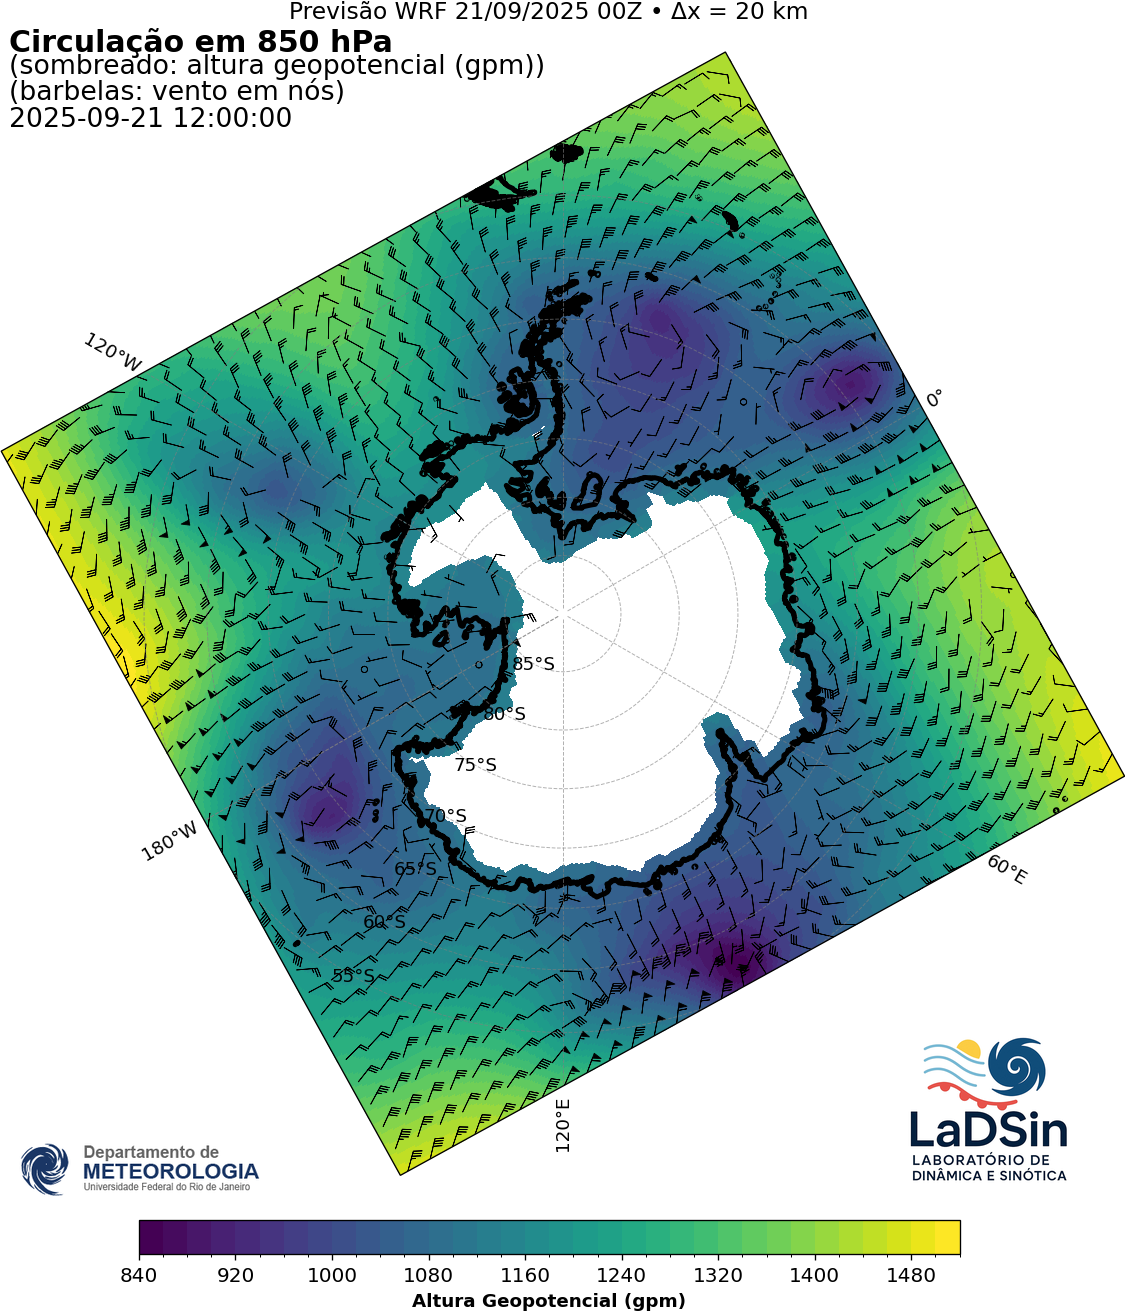 Previsão WRF 21/09/2025 00Z • Δx = 20 km
Circulação em 850 hPa
(sombreado: altura geopotencial (gpm))
(barbelas: vento em nós)
2025-09-21 12:00:00
120°W
0°
85°S
80°S
75°S
70°S
65°S
60°S
55°S
180°W
60°E
120°E
LaDSin
LABORATÓRIO DE
DINÂMICA E SINÓTICA
Departamento de
METEOROLOGIA
Universidade Federal do Rio de Janeiro
840 920 1000 1080 1160 1240 1320 1400 1480
Altura Geopotencial (gpm)